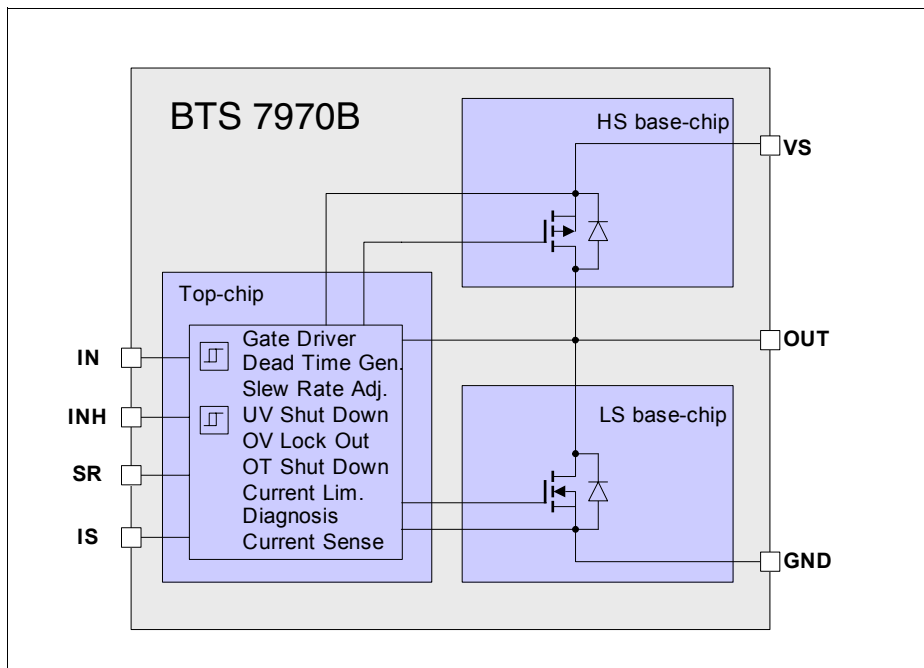 BTS 7970B
HS base-chip
VS
Top-chip
Gate Driver
Dead Time Gen.
Slew Rate Adj.
UV Shut Down
OV Lock Out
OT Shut Down
Current Lim.
Diagnosis
Current Sense
IN
INH
SR
IS
OUT
LS base-chip
GND